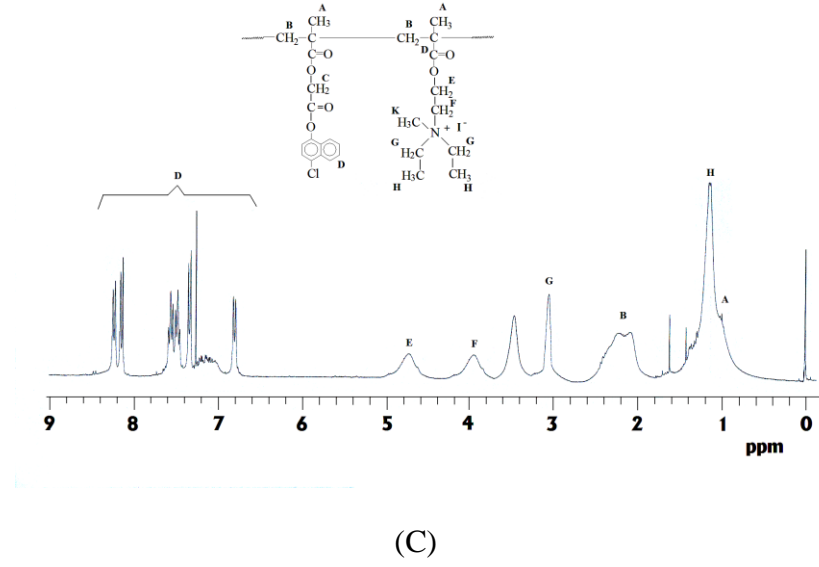 A A
B CH₃ B CH₃
CH₂ C CH₂ C
D
C=O C=O
O O E
C
CH₂ CH₂
F
C=O CH₂
K
O H₃C N + I⁻
G G
H₂C CH₂
D
Cl H₃C CH₃
H H
H
D
G
A
B
E F
9 8 7 6 5 4 3 2 1 0
ppm
(C)